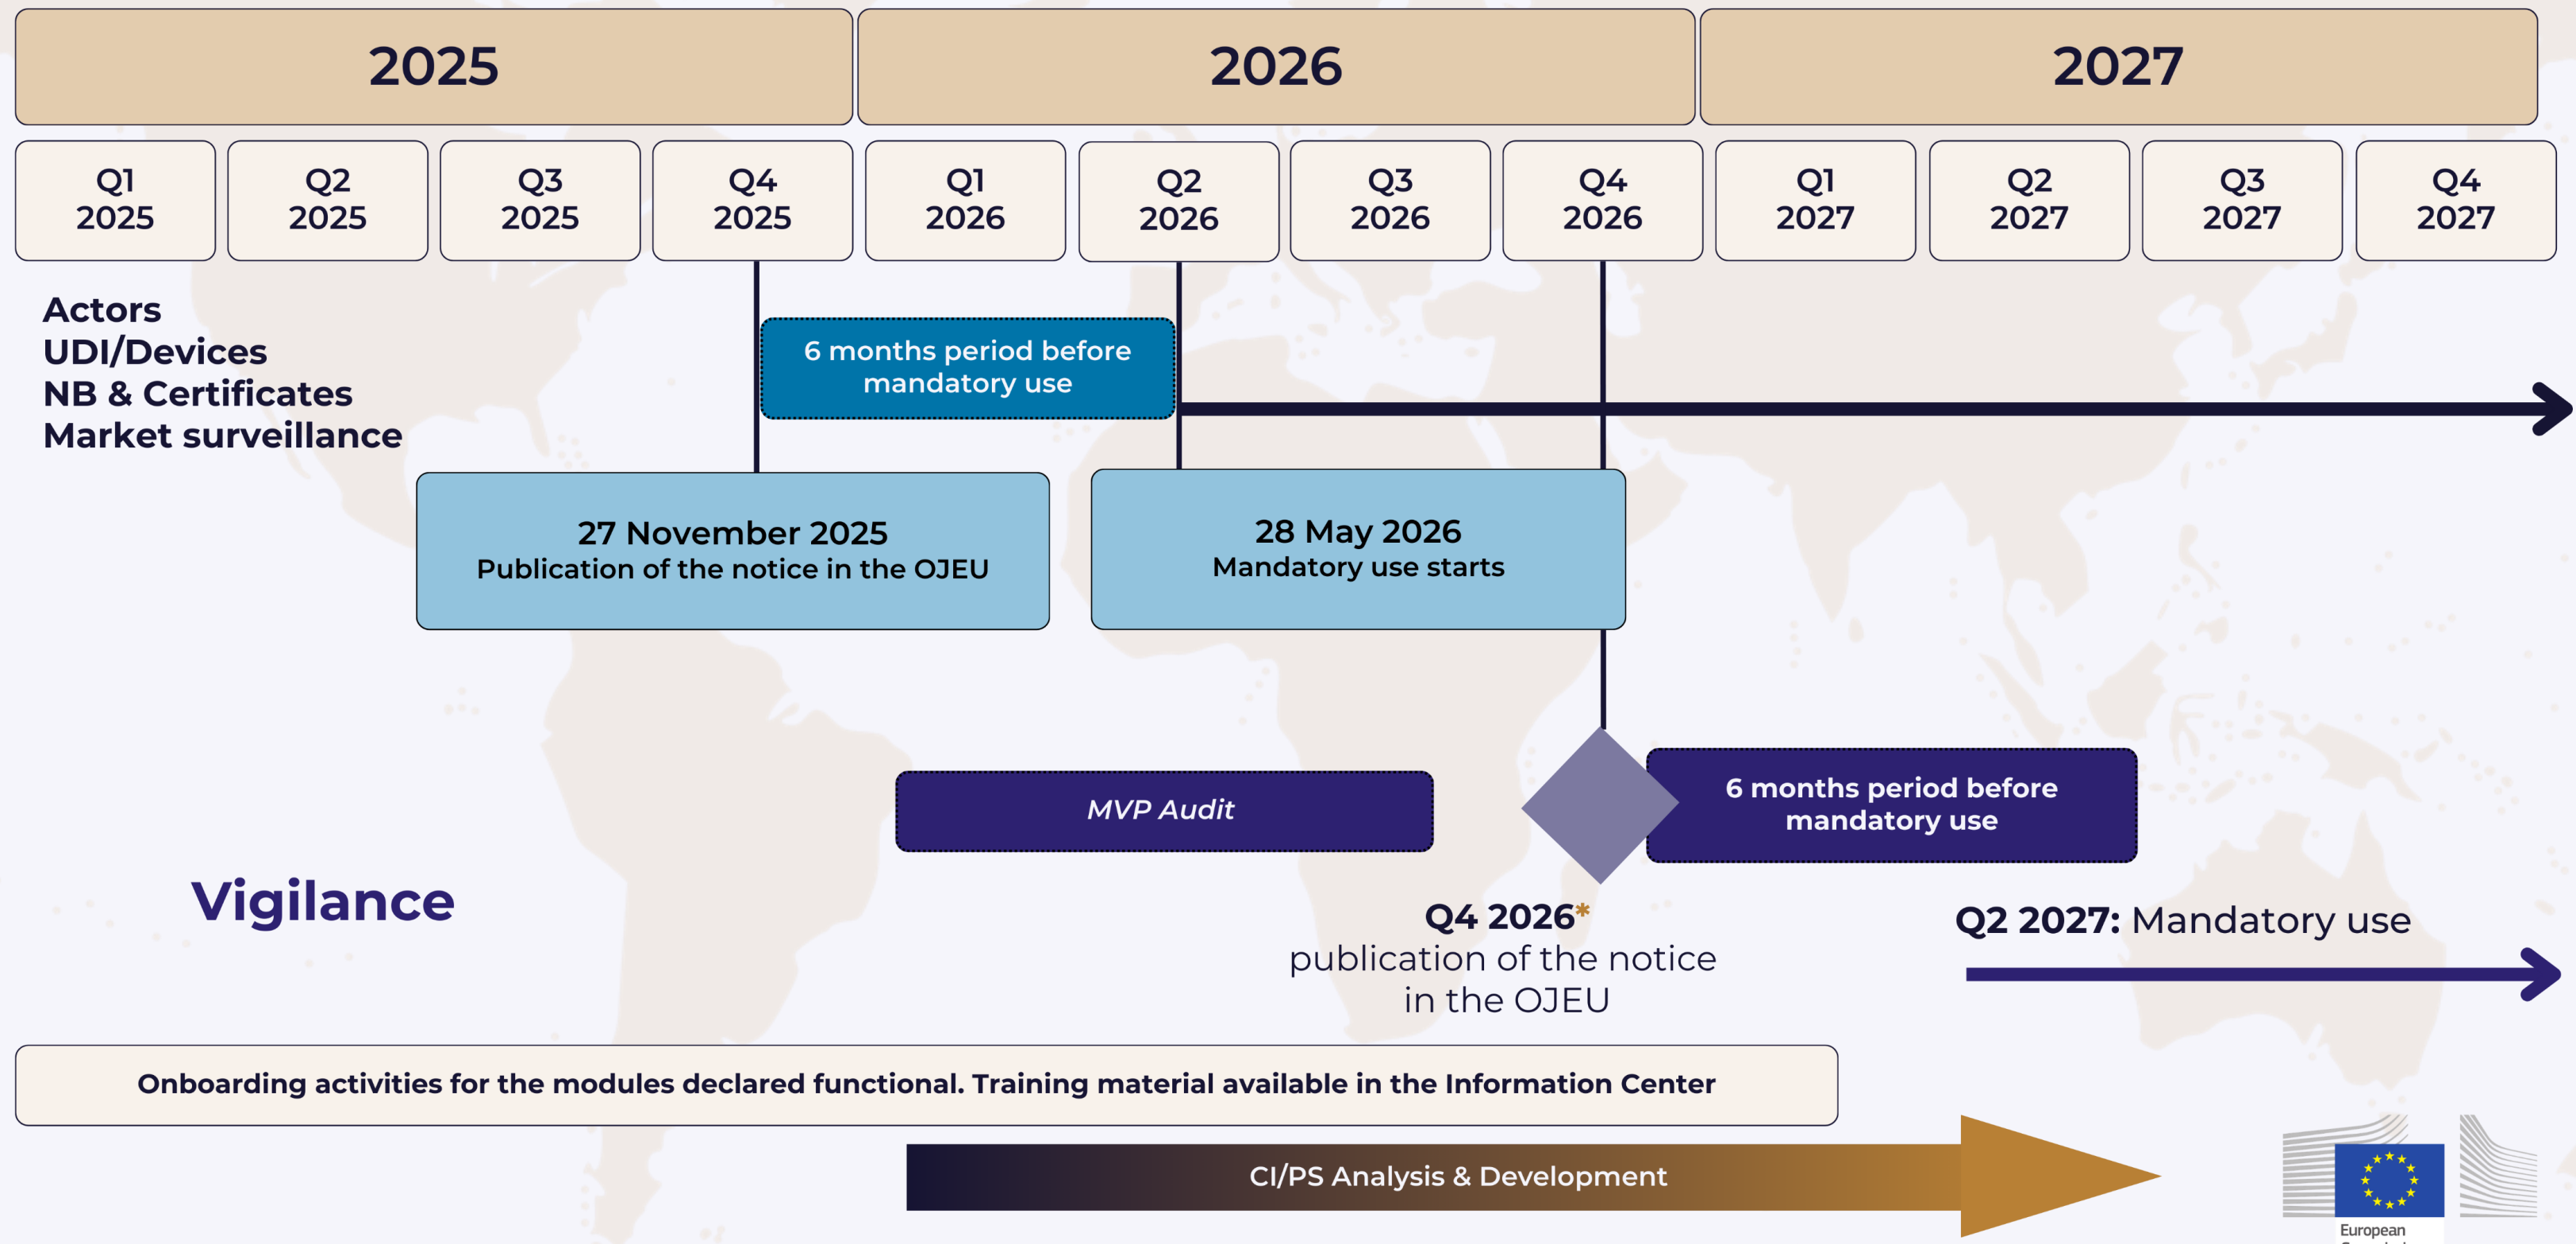 2025
2026
2027
Q1
2025
Q2
2025
Q3
2025
Q4
2025
Q1
2026
Q2
2026
Q3
2026
Q4
2026
Q1
2027
Q2
2027
Q3
2027
Q4
2027
Actors
UDI/Devices
NB & Certificates
Market surveillance
6 months period before
mandatory use
27 November 2025
Publication of the notice in the OJEU
28 May 2026
Mandatory use starts
Vigilance
MVP Audit
6 months period before
mandatory use
Q4 2026*
publication of the notice
in the OJEU
Q2 2027: Mandatory use
Onboarding activities for the modules declared functional. Training material available in the Information Center
CI/PS Analysis & Development
European